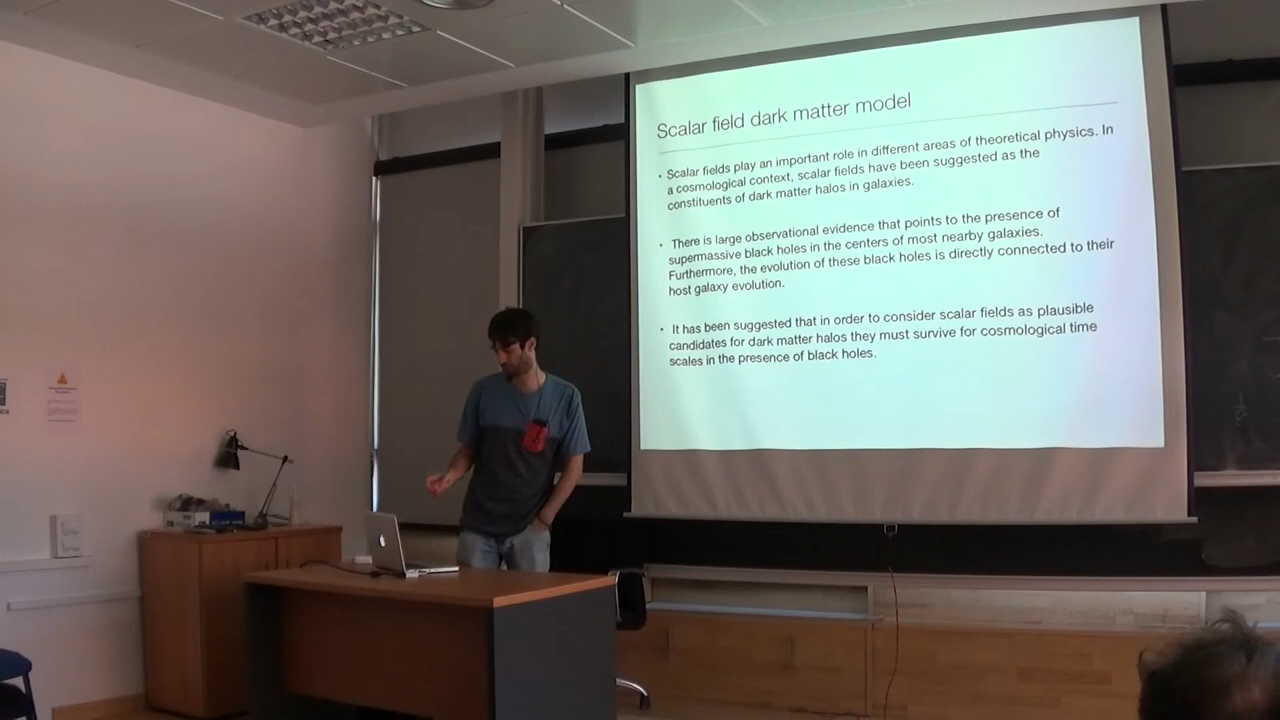 Scalar field dark matter model
• Scalar fields play an important role in different areas of theoretical physics. In
a cosmological context, scalar fields have been suggested as the
constituents of dark matter halos in galaxies.
• There is large observational evidence that points to the presence of
supermassive black holes in the centers of most nearby galaxies.
Furthermore, the evolution of these black holes is directly connected to their
host galaxy evolution.
• It has been suggested that in order to consider scalar fields as plausible
candidates for dark matter halos they must survive for cosmological time
scales in the presence of black holes.